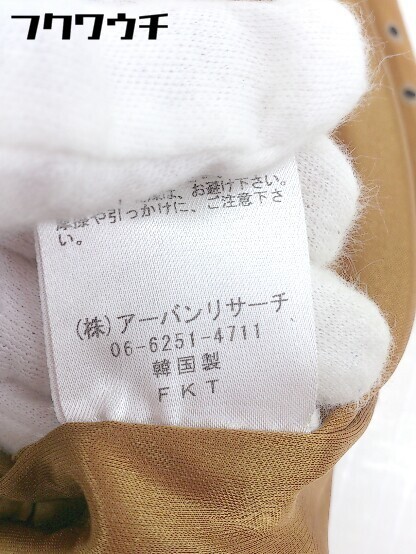 フクワウチ
は、お避け下さい。
摩擦や引っかけに、ご注意下さ
い。
(株)アーバンリサーチ
06-6251-4711
韓国製
FKT